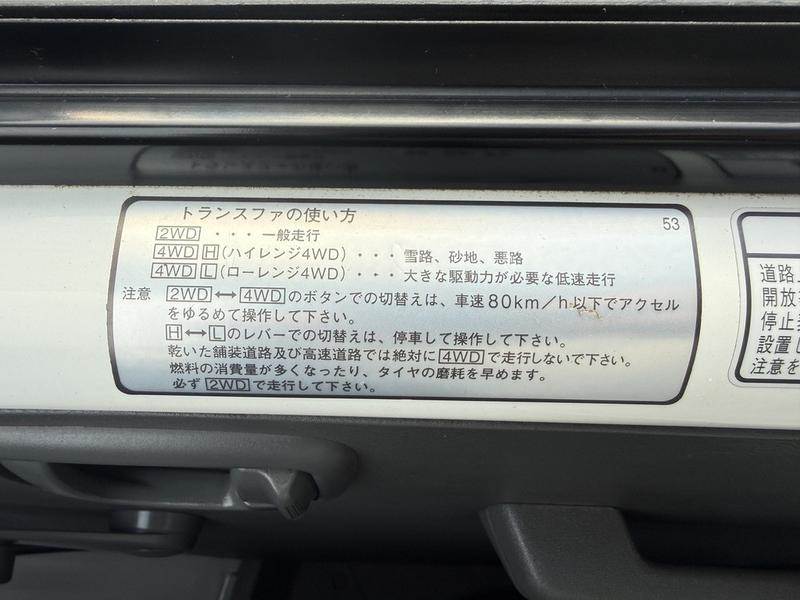 トランスファの使い方
53
2WD ・・・一般走行
4WD H (ハイレンジ4WD)・・・雪路、砂地、悪路
4WD L (ローレンジ4WD)・・・大きな駆動力が必要な低速走行
注意 2WD ↔ 4WD のボタンでの切替えは、車速80km/h以下でアクセル
をゆるめて操作して下さい。
H ↔ L のレバーでの切替えは、停車して操作して下さい。
乾いた舗装道路及び高速道路では絶対に 4WD で走行しないで下さい。
燃料の消費量が多くなったり、タイヤの磨耗を早めます。
必ず 2WD で走行して下さい。
道路
開放
停止
設置し
注意を